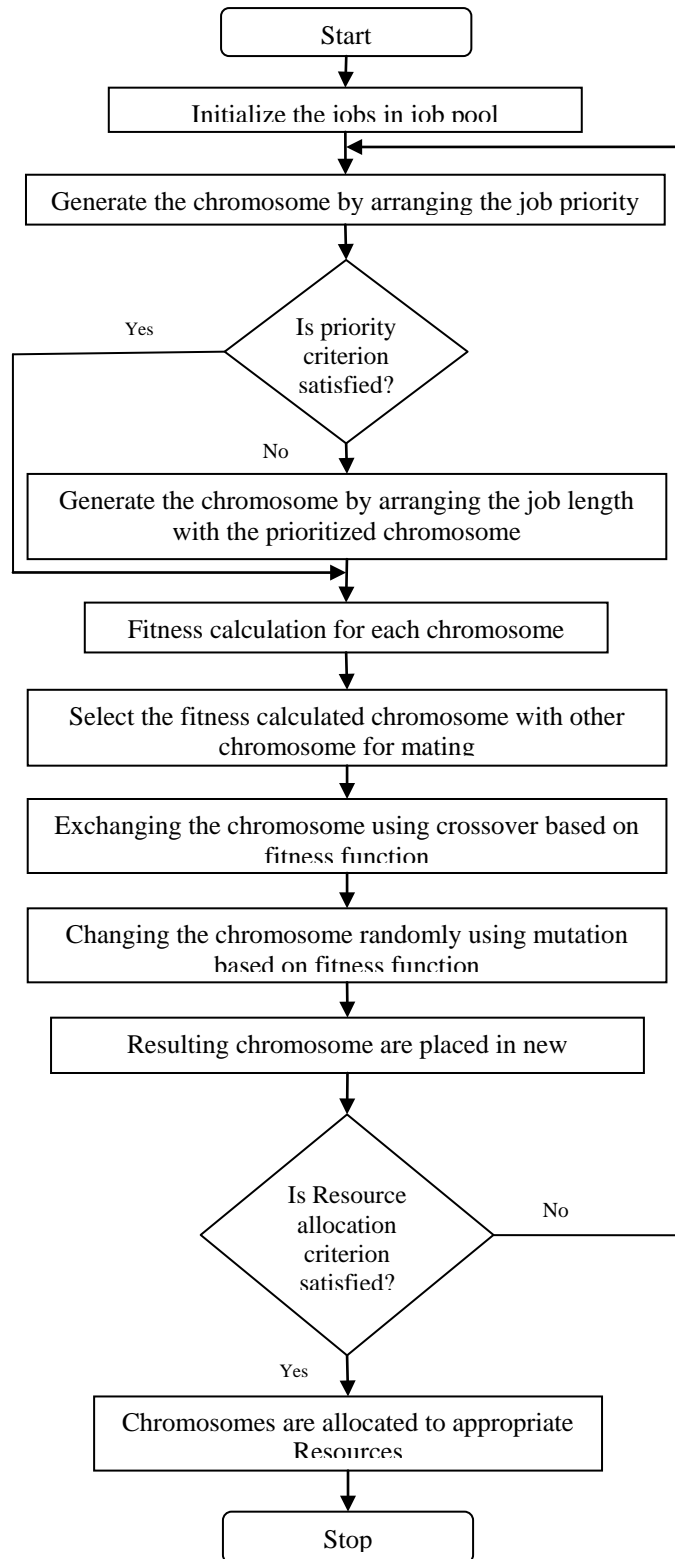 Start
Initialize the jobs in job pool
Generate the chromosome by arranging the job priority
Yes
Is priority
criterion
satisfied?
No
Generate the chromosome by arranging the job length
with the prioritized chromosome
Fitness calculation for each chromosome
Select the fitness calculated chromosome with other
chromosome for mating
Exchanging the chromosome using crossover based on
fitness function
Changing the chromosome randomly using mutation
based on fitness function
Resulting chromosome are placed in new
Is Resource
allocation
criterion
satisfied?
No
Yes
Chromosomes are allocated to appropriate
Resources
Stop